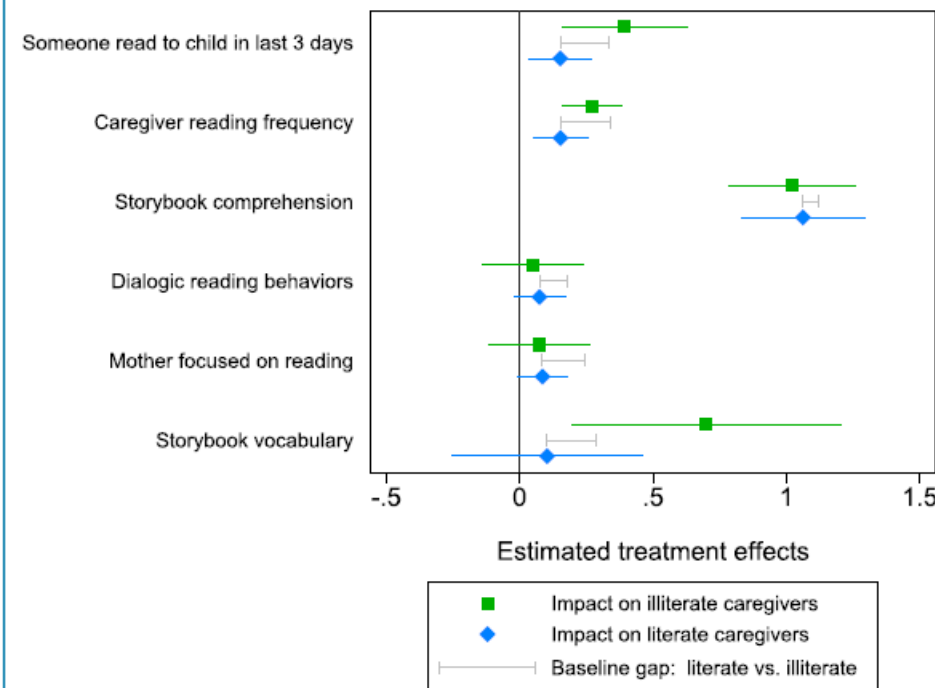 Someone read to child in last 3 days
Caregiver reading frequency
Storybook comprehension
Dialogic reading behaviors
Mother focused on reading
Storybook vocabulary
-.5 0 .5 1 1.5
Estimated treatment effects
Impact on illiterate caregivers
Impact on literate caregivers
Baseline gap: literate vs. illiterate